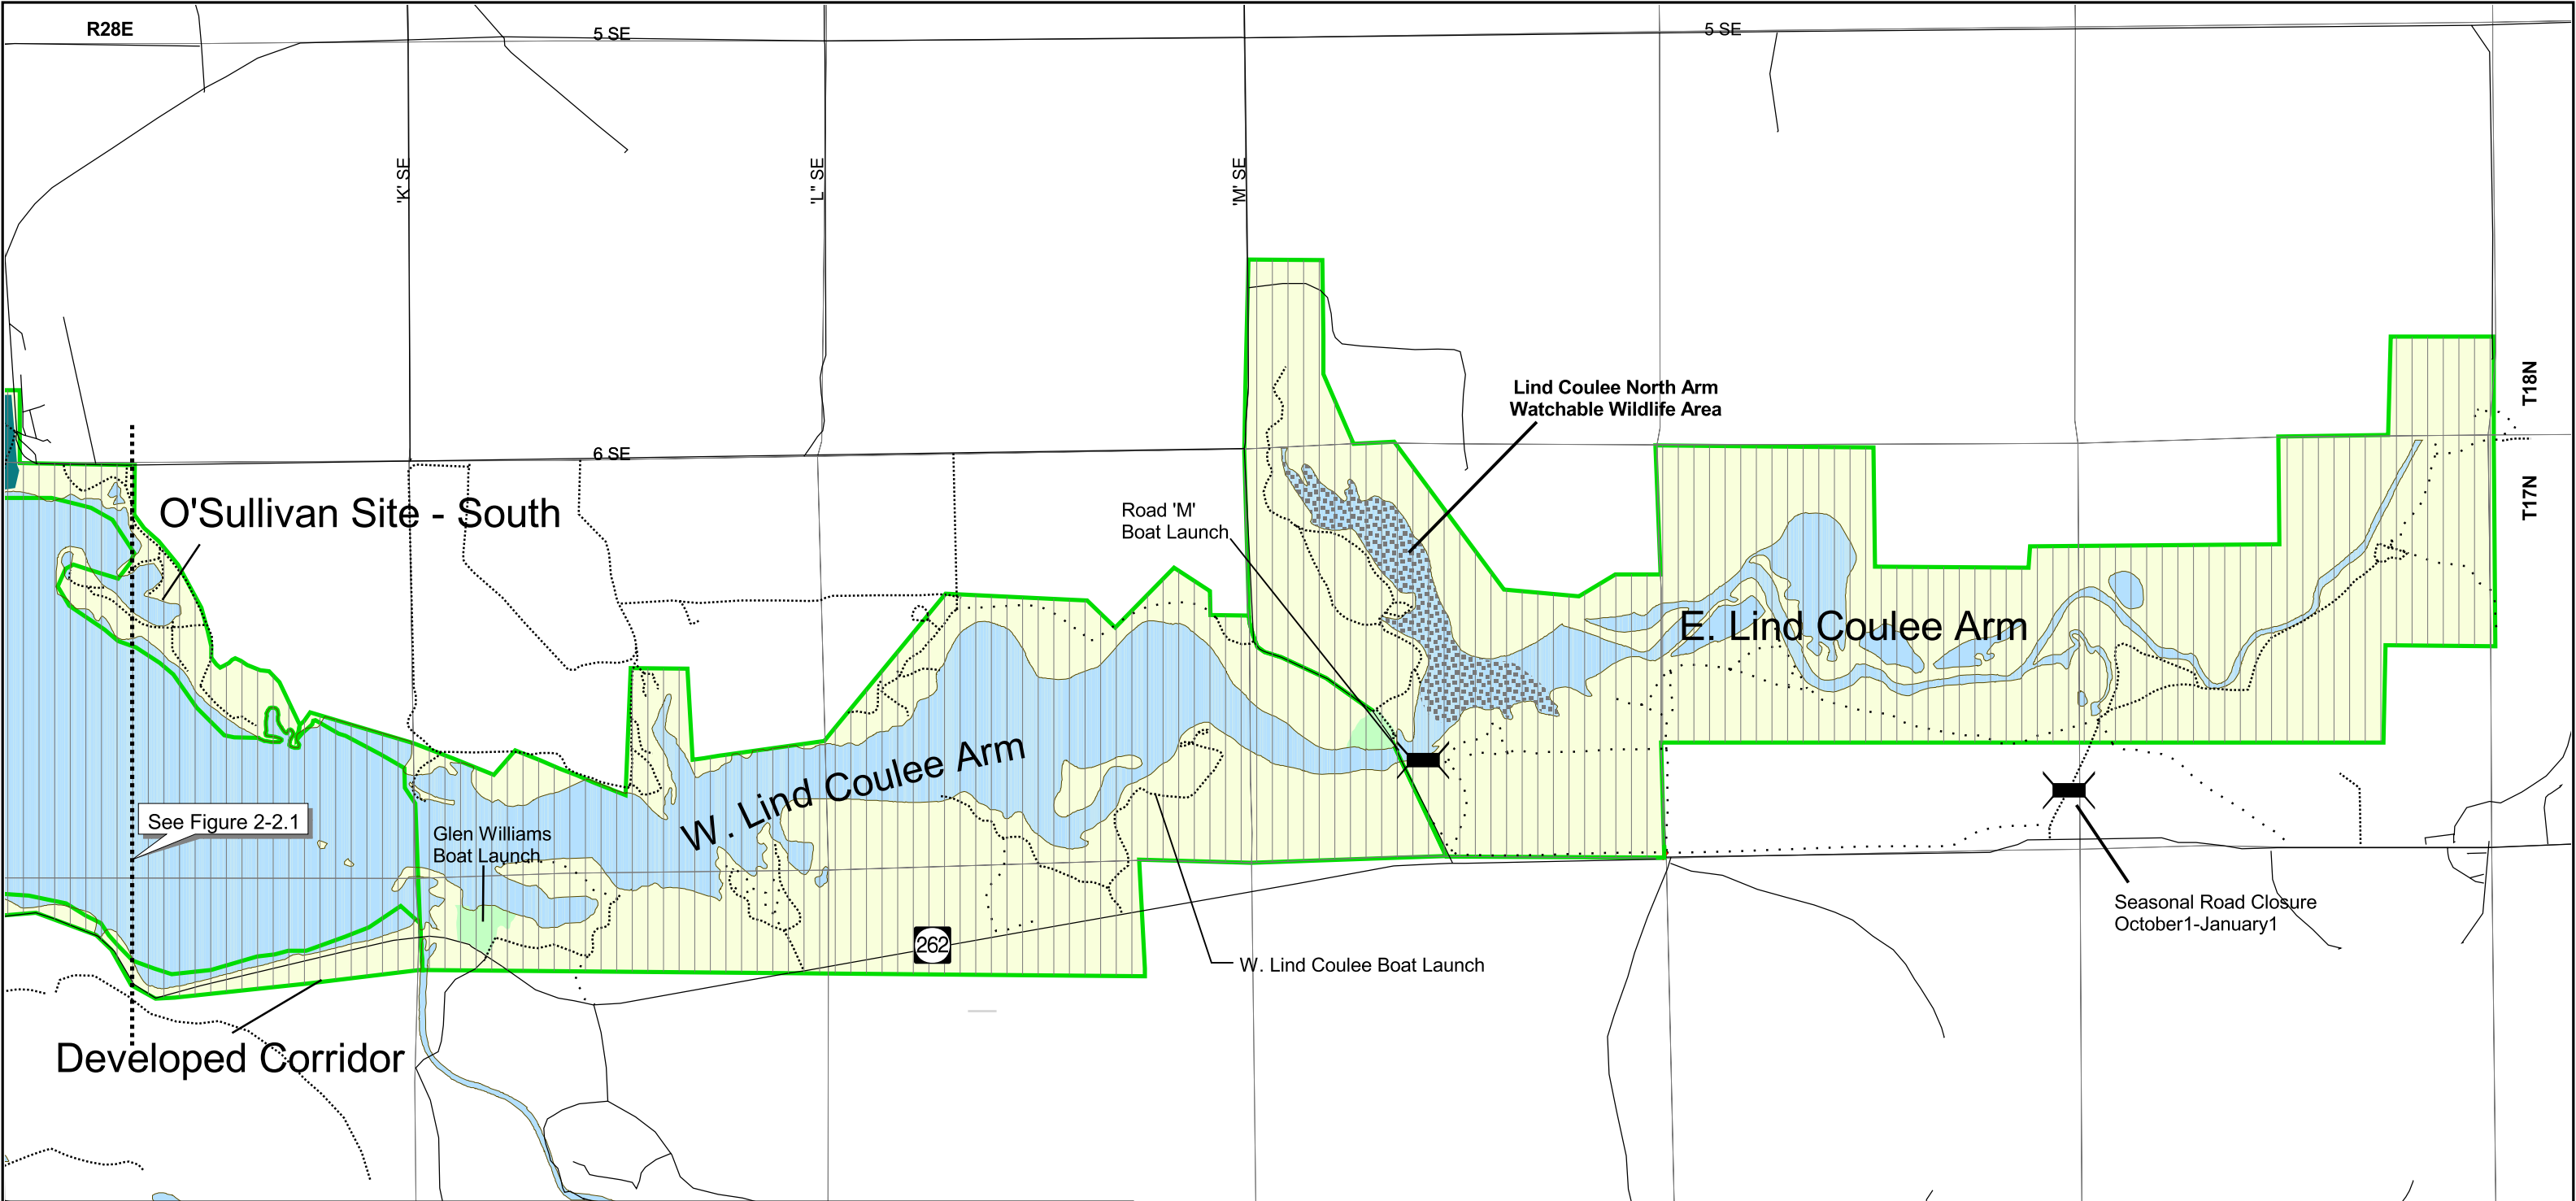 R28E
5 SE
5 SE
'K' SE
'L" SE
'M' SE
Lind Coulee North Arm
Watchable Wildlife Area
T18N
6 SE
T17N
O'Sullivan Site - South
Road 'M'
Boat Launch
E. Lind Coulee Arm
W. Lind Coulee Arm
See Figure 2-2.1
Glen Williams
Boat Launch
Seasonal Road Closure
October1-January1
262
W. Lind Coulee Boat Launch
Developed Corridor